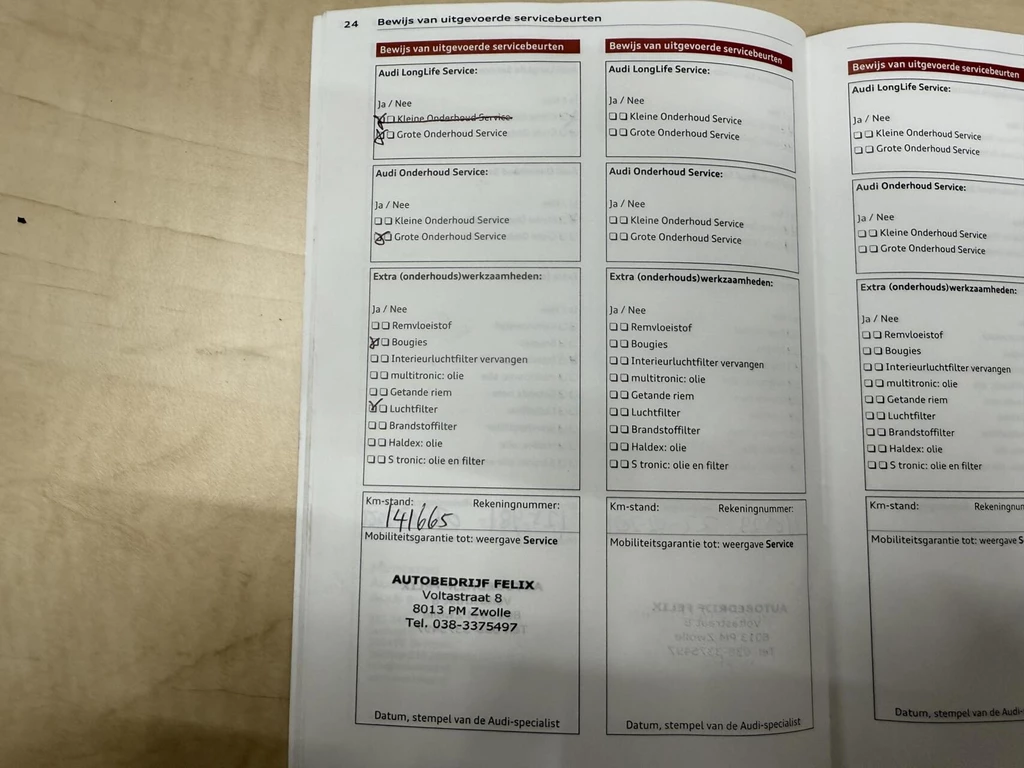 24 Bewijs van uitgevoerde servicebeurten
Bewijs van uitgevoerde servicebeurten
Audi LongLife Service:
Ja / Nee
Kleine Onderhoud Service
Grote Onderhoud Service
Audi Onderhoud Service:
Ja / Nee
Kleine Onderhoud Service
Grote Onderhoud Service
Extra (onderhouds)werkzaamheden:
Ja / Nee
Remvloeistof
Bougies
Interieurluchtfilter vervangen
multitronic: olie
Getande riem
Luchtfilter
Brandstoffilter
Haldex: olie
S tronic: olie en filter
Km-stand: Rekeningnummer:
141665
Mobiliteitsgarantie tot: weergave Service
AUTOBEDRIJF FELIX
Voltastraat 8
8013 PM Zwolle
Tel. 038-3375497
Datum, stempel van de Audi-specialist
Bewijs van uitgevoerde servicebeurten
Audi LongLife Service:
Ja / Nee
Kleine Onderhoud Service
Grote Onderhoud Service
Audi Onderhoud Service:
Ja / Nee
Kleine Onderhoud Service
Grote Onderhoud Service
Extra (onderhouds)werkzaamheden:
Ja / Nee
Remvloeistof
Bougies
Interieurluchtfilter vervangen
multitronic: olie
Getande riem
Luchtfilter
Brandstoffilter
Haldex: olie
S tronic: olie en filter
Km-stand: Rekeningnummer:
Mobiliteitsgarantie tot: weergave Service
Datum, stempel van de Audi-specialist
Bewijs van uitgevoerde servicebeurten
Audi LongLife Service:
Ja / Nee
Kleine Onderhoud Service
Grote Onderhoud Service
Audi Onderhoud Service:
Ja / Nee
Kleine Onderhoud Service
Grote Onderhoud Service
Extra (onderhouds)werkzaamheden:
Ja / Nee
Remvloeistof
Bougies
Interieurluchtfilter vervangen
multitronic: olie
Getande riem
Luchtfilter
Brandstoffilter
Haldex: olie
S tronic: olie en filter
Km-stand: Rekeningnum
Mobiliteitsgarantie tot: weergave S
Datum, stempel van de Audi-